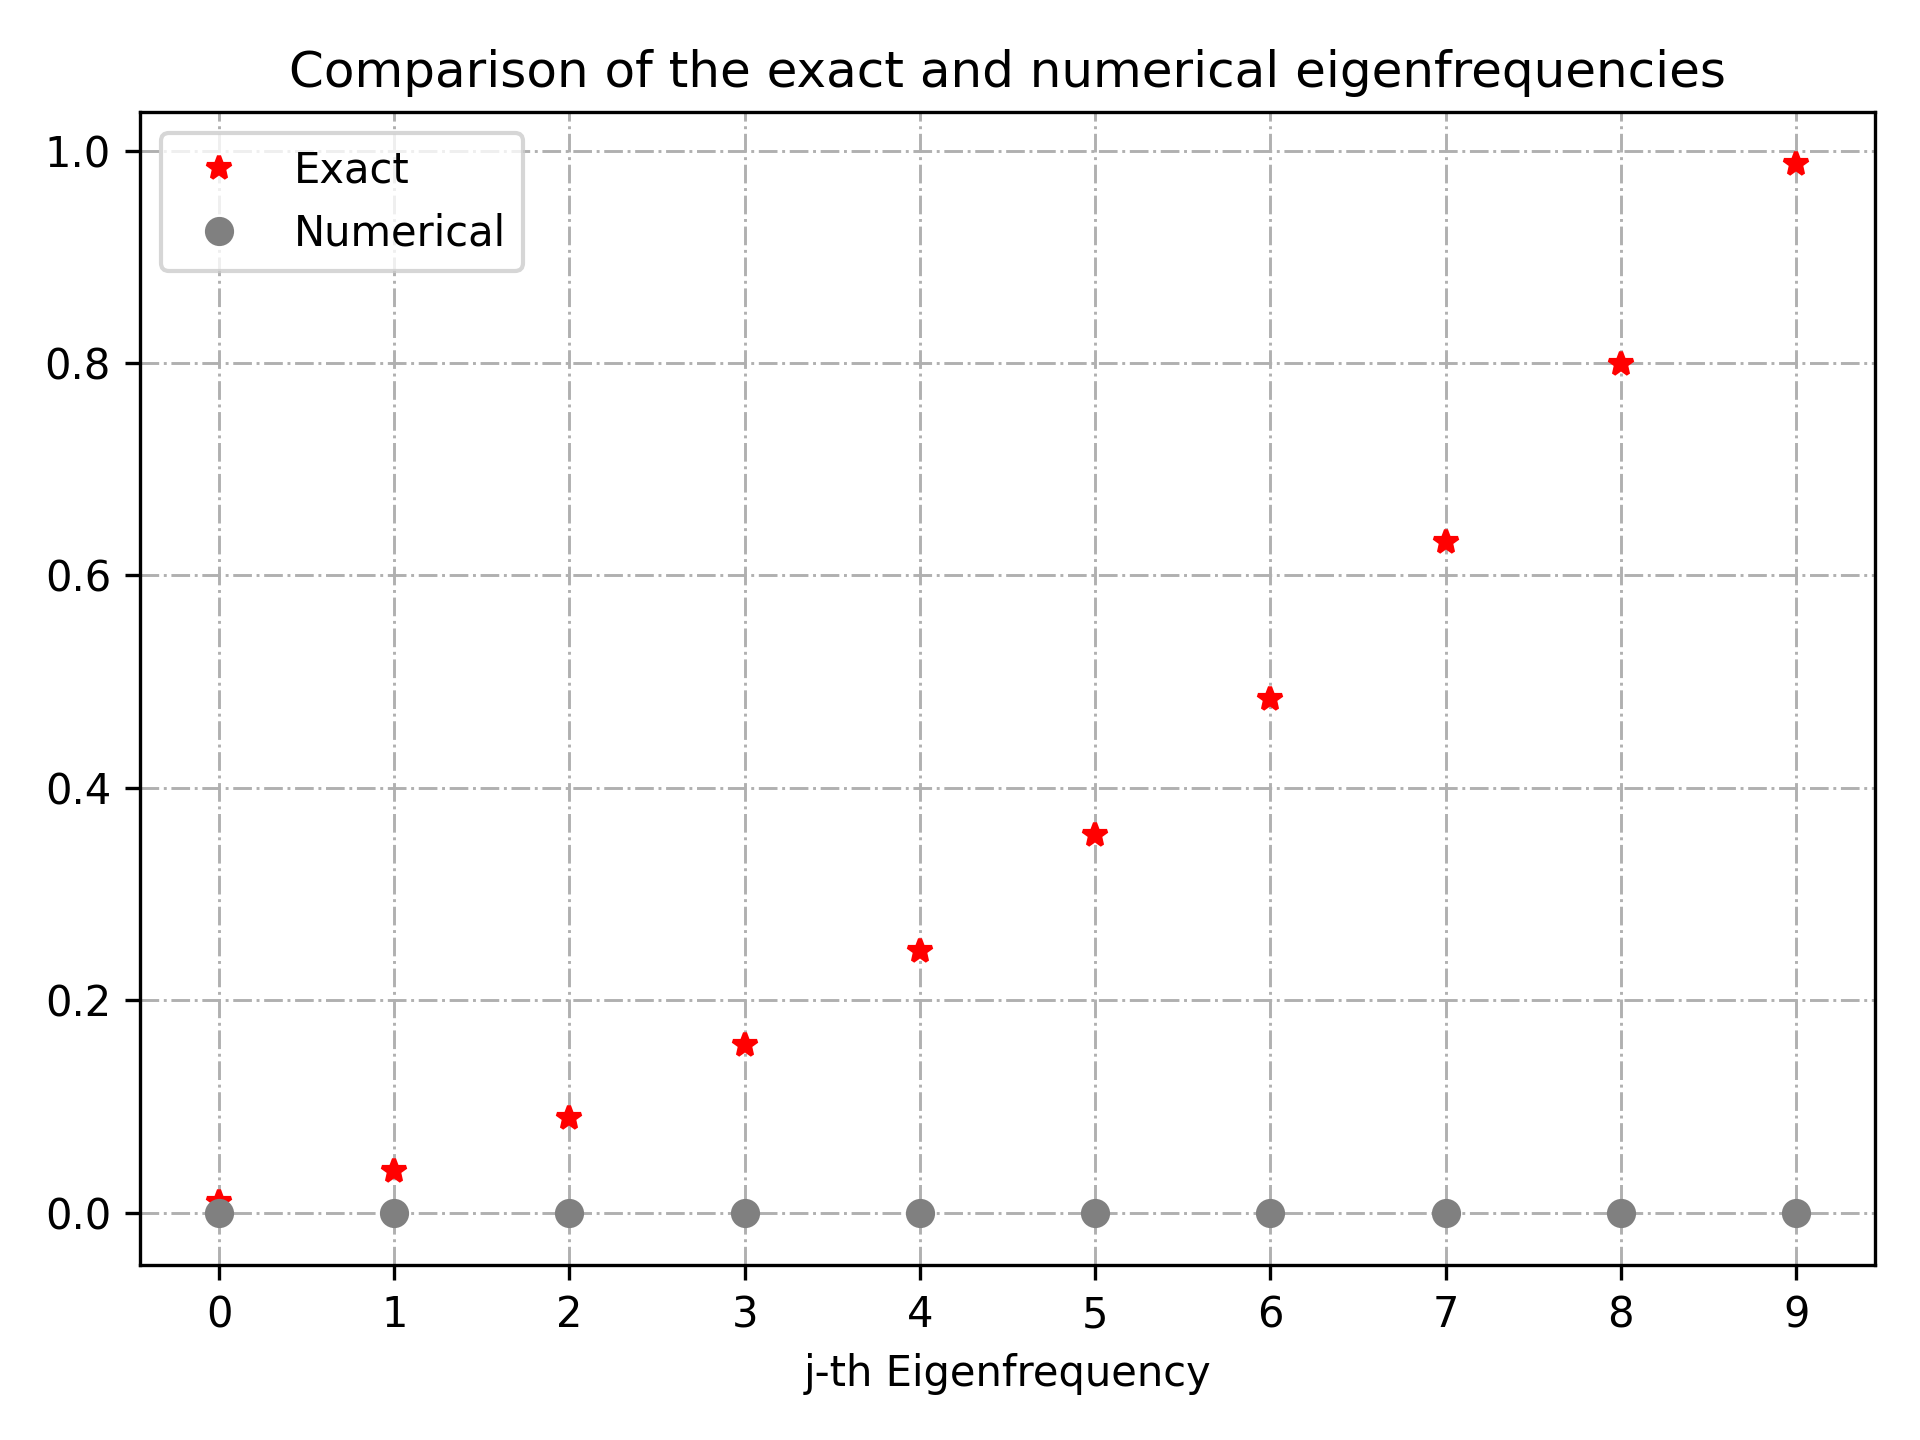 Comparison of the exact and numerical eigenfrequencies
Exact
Numerical
1.0
0.8
0.6
0.4
0.2
0.0
0 1 2 3 4 5 6 7 8 9
j-th Eigenfrequency